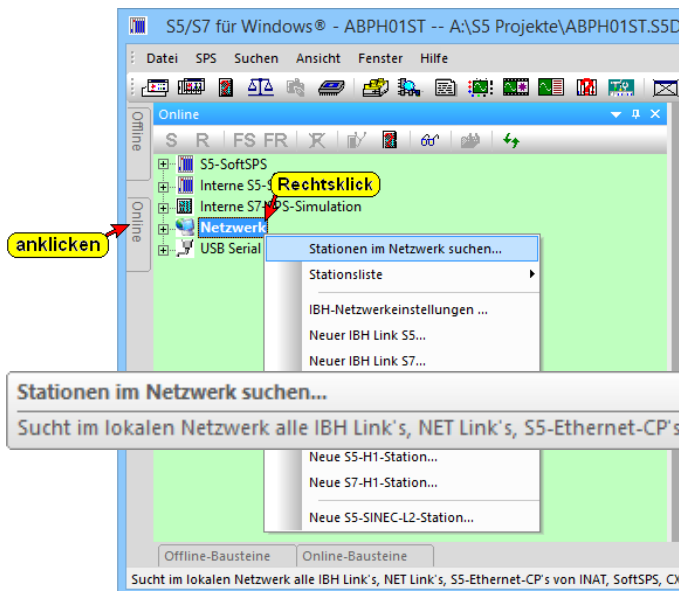 S5/S7 für Windows® - ABPH01ST -- A:\S5 Projekte\ABPH01ST.S5D
Datei SPS Suchen Ansicht Fenster Hilfe
Offline
Online
Online
S R FS FR
S5-SoftSPS
Interne S5-S
Rechtsklick
Interne S7-SPS-Simulation
Netzwerk
anklicken
USB Serial
Stationen im Netzwerk suchen...
Stationsliste
IBH-Netzwerkeinstellungen ...
Neuer IBH Link S5...
Neuer IBH Link S7...
Stationen im Netzwerk suchen...
Sucht im lokalen Netzwerk alle IBH Link's, NET Link's, S5-Ethernet-CP's
Neue S5-H1-Station...
Neue S7-H1-Station...
Neue S5-SINEC-L2-Station...
Offline-Bausteine Online-Bausteine
Sucht im lokalen Netzwerk alle IBH Link's, NET Link's, S5-Ethernet-CP's von INAT, SoftSPS, CX